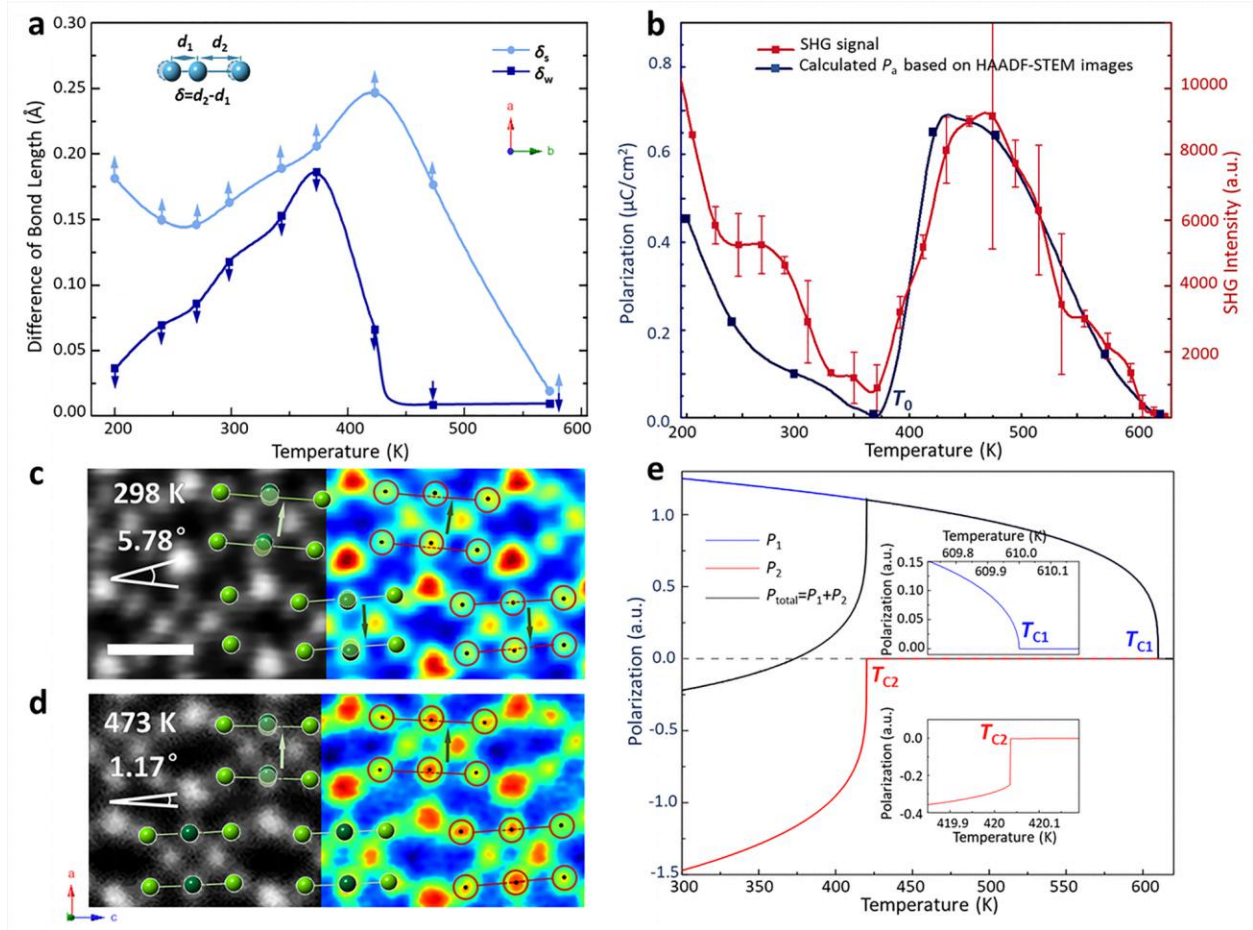 a
0.30
0.25
0.20
0.15
0.10
0.05
0.00
Difference of Bond Length (Å)
d1 d2
δ=d2-d1
δs
δw
a
b
200 300 400 500 600
Temperature (K)
b
SHG signal
Calculated Pa based on HAADF-STEM images
0.8
0.6
0.4
0.2
0.0
Polarization (μC/cm²)
10000
8000
6000
4000
2000
SHG Intensity (a.u.)
T0
200 300 400 500 600
Temperature (K)
c
298 K
5.78°
d
473 K
1.17°
a
c
e
1.0
0.5
0.0
-0.5
-1.0
-1.5
Polarization (a.u.)
P1
P2
Ptotal=P1+P2
Temperature (K)
609.8 610.0
609.9 610.1
0.15
0.10
0.05
0.00
Polarization (a.u.)
TC1
TC1
TC2
TC2
0.0
-0.2
-0.4
Polarization (a.u.)
419.9 420 420.1
Temperature (K)
300 350 400 450 500 550 600
Temperature (K)